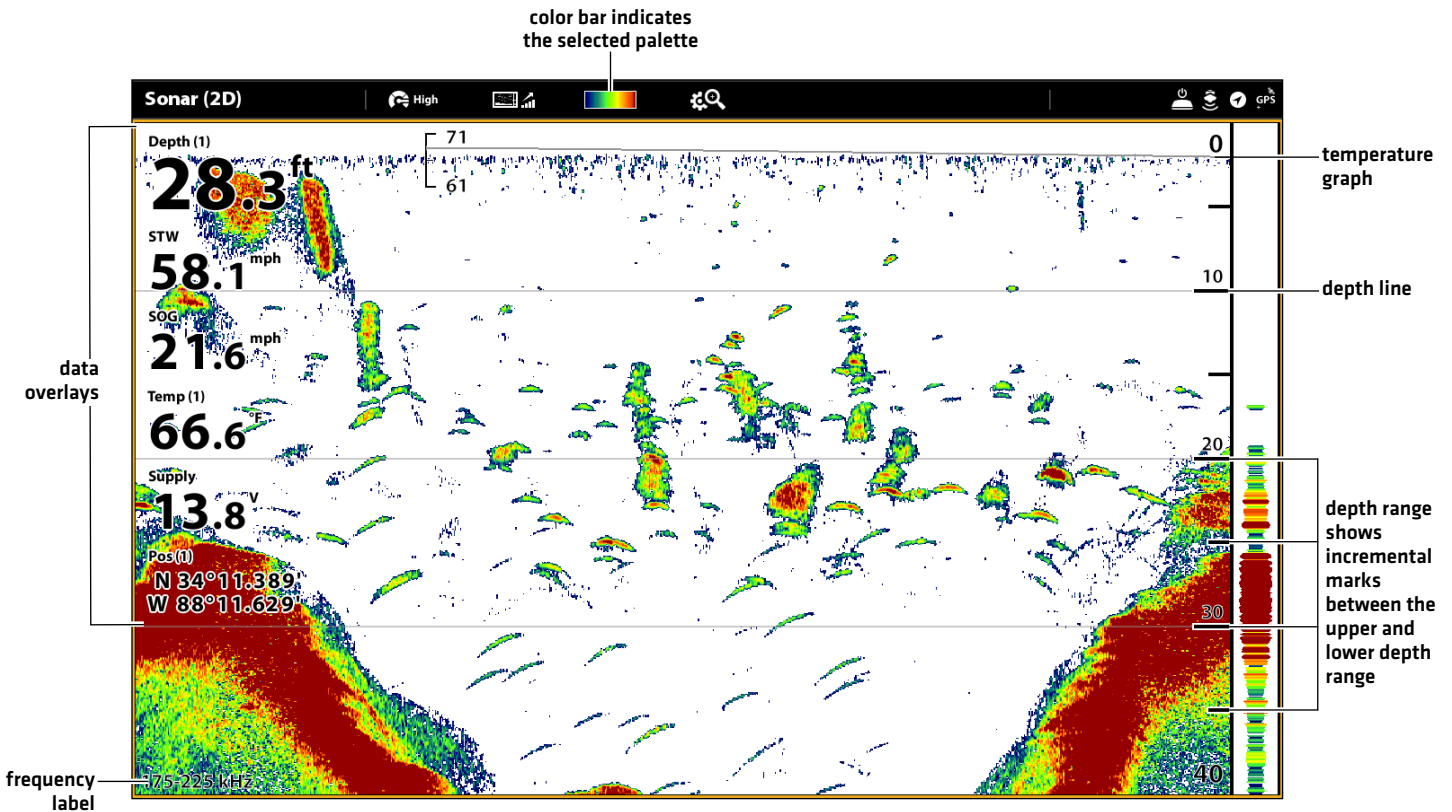 color bar indicates
the selected palette
Sonar (2D)
High
GPS
Depth (1)
28.3 ft
STW
58.1 mph
SOG
21.6 mph
Temp (1)
66.6 °F
Supply
13.8 V
Pos (1)
N 34°11.389'
W 88°11.629'
175-225 kHz
71
61
0
10
20
30
40
data
overlays
frequency
label
temperature
graph
depth line
depth range
shows
incremental
marks
between the
upper and
lower depth
range